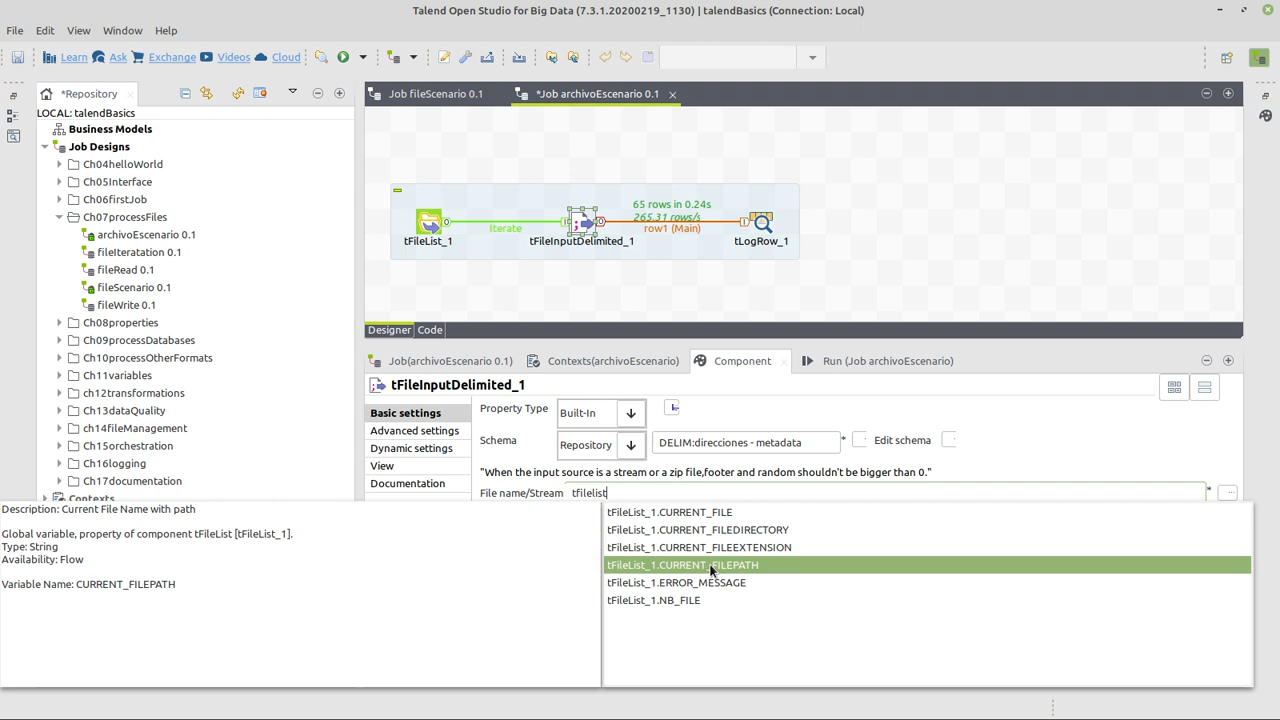 Talend Open Studio for Big Data (7.3.1.20200219_1130) | talendBasics (Connection: Local)
File Edit View Window Help
Learn Ask Exchange Videos Cloud
*Repository
LOCAL: talendBasics
Business Models
Job Designs
Ch04helloWorld
Ch05Interface
Ch06firstJob
Ch07processFiles
archivoEscenario 0.1
fileIteratation 0.1
fileRead 0.1
fileScenario 0.1
fileWrite 0.1
Ch08properties
Ch09processDatabases
Ch10processOtherFormats
Ch11variables
ch12transformations
Ch13dataQuality
ch14fileManagement
Ch15orchestration
Ch16logging
Ch17documentation
Contexts
Job fileScenario 0.1
*Job archivoEscenario 0.1
65 rows in 0.24s
265.31 rows/s
Iterate
row1 (Main)
tFileList_1
tFileInputDelimited_1
tLogRow_1
Designer Code
Job(archivoEscenario 0.1) Contexts(archivoEscenario) Component Run (Job archivoEscenario)
tFileInputDelimited_1
Basic settings
Advanced settings
Dynamic settings
View
Documentation
Property Type Built-In
Schema Repository DELIM:direcciones - metadata * Edit schema
"When the input source is a stream or a zip file,footer and random shouldn't be bigger than 0."
File name/Stream tfilelist *
Description: Current File Name with path
Global variable, property of component tFileList [tFileList_1].
Type: String
Availability: Flow
Variable Name: CURRENT_FILEPATH
tFileList_1.CURRENT_FILE
tFileList_1.CURRENT_FILEDIRECTORY
tFileList_1.CURRENT_FILEEXTENSION
tFileList_1.CURRENT_FILEPATH
tFileList_1.ERROR_MESSAGE
tFileList_1.NB_FILE